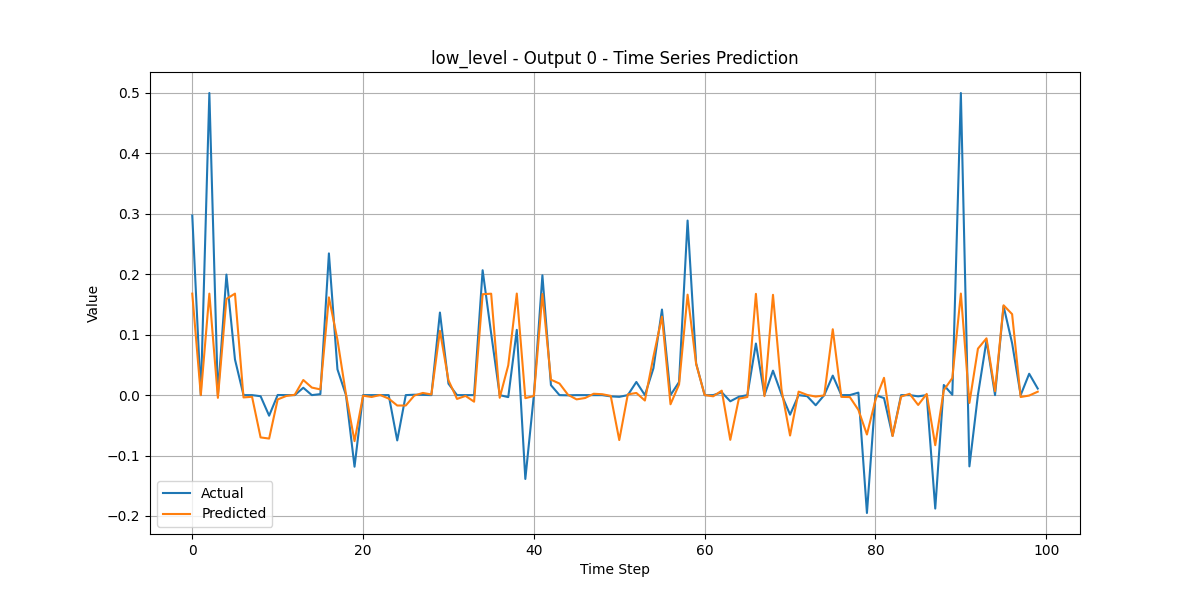 low_level - Output 0 - Time Series Prediction
0.5
0.4
0.3
0.2
0.1
0.0
−0.1
−0.2
Value
Actual
Predicted
0 20 40 60 80 100
Time Step